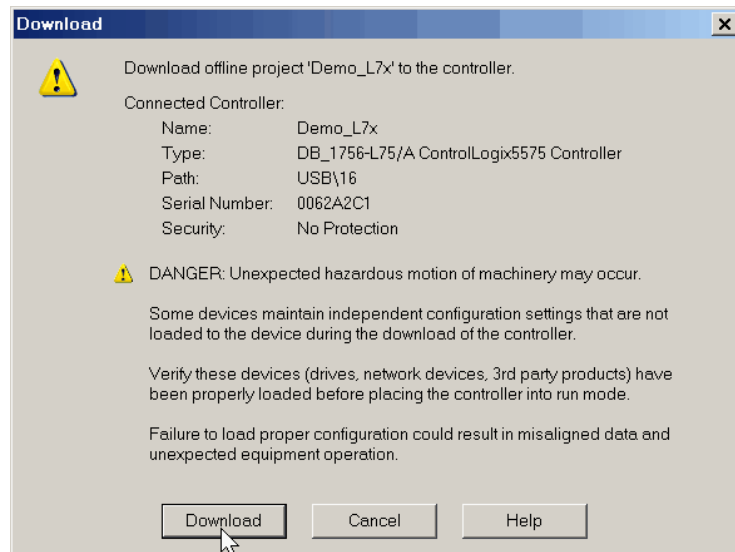 Download
Download offline project 'Demo_L7x' to the controller.
Connected Controller:
Name: Demo_L7x
Type: DB_1756-L75/A ControlLogix5575 Controller
Path: USB\16
Serial Number: 0062A2C1
Security: No Protection
DANGER: Unexpected hazardous motion of machinery may occur.
Some devices maintain independent configuration settings that are not
loaded to the device during the download of the controller.
Verify these devices (drives, network devices, 3rd party products) have
been properly loaded before placing the controller into run mode.
Failure to load proper configuration could result in misaligned data and
unexpected equipment operation.
Download Cancel Help